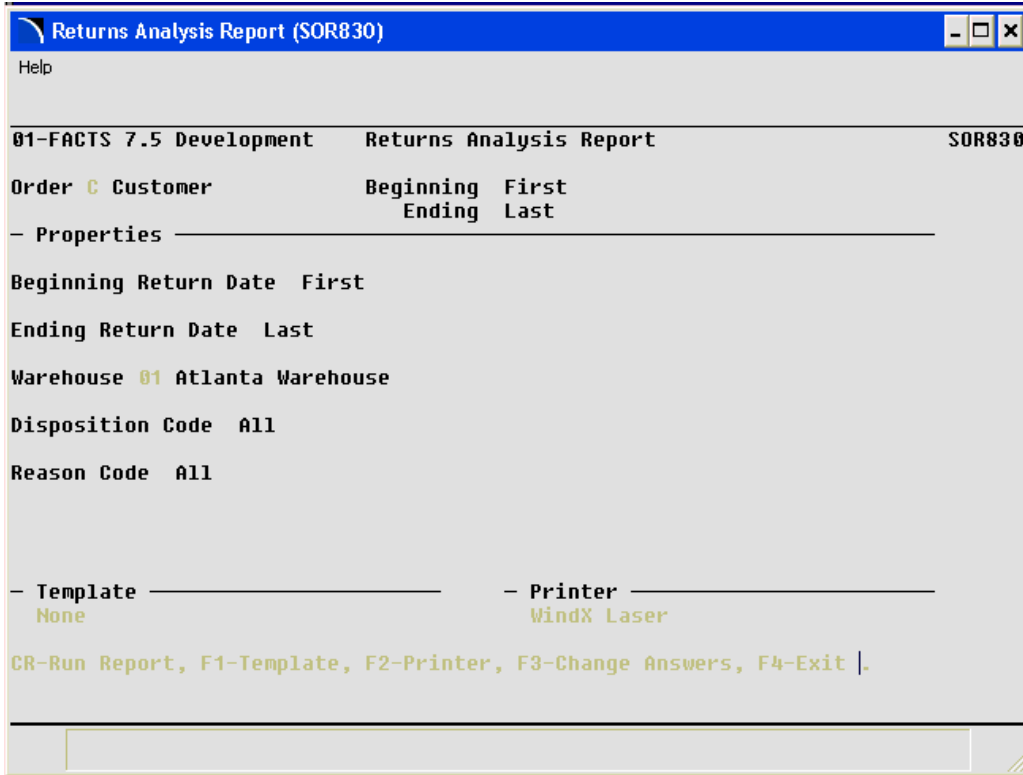 Returns Analysis Report (SOR830)
Help
01-FACTS 7.5 Development Returns Analysis Report SOR830
Order C Customer Beginning First
Ending Last
Properties
Beginning Return Date First
Ending Return Date Last
Warehouse 01 Atlanta Warehouse
Disposition Code All
Reason Code All
Template Printer
None WindX Laser
CR-Run Report, F1-Template, F2-Printer, F3-Change Answers, F4-Exit .